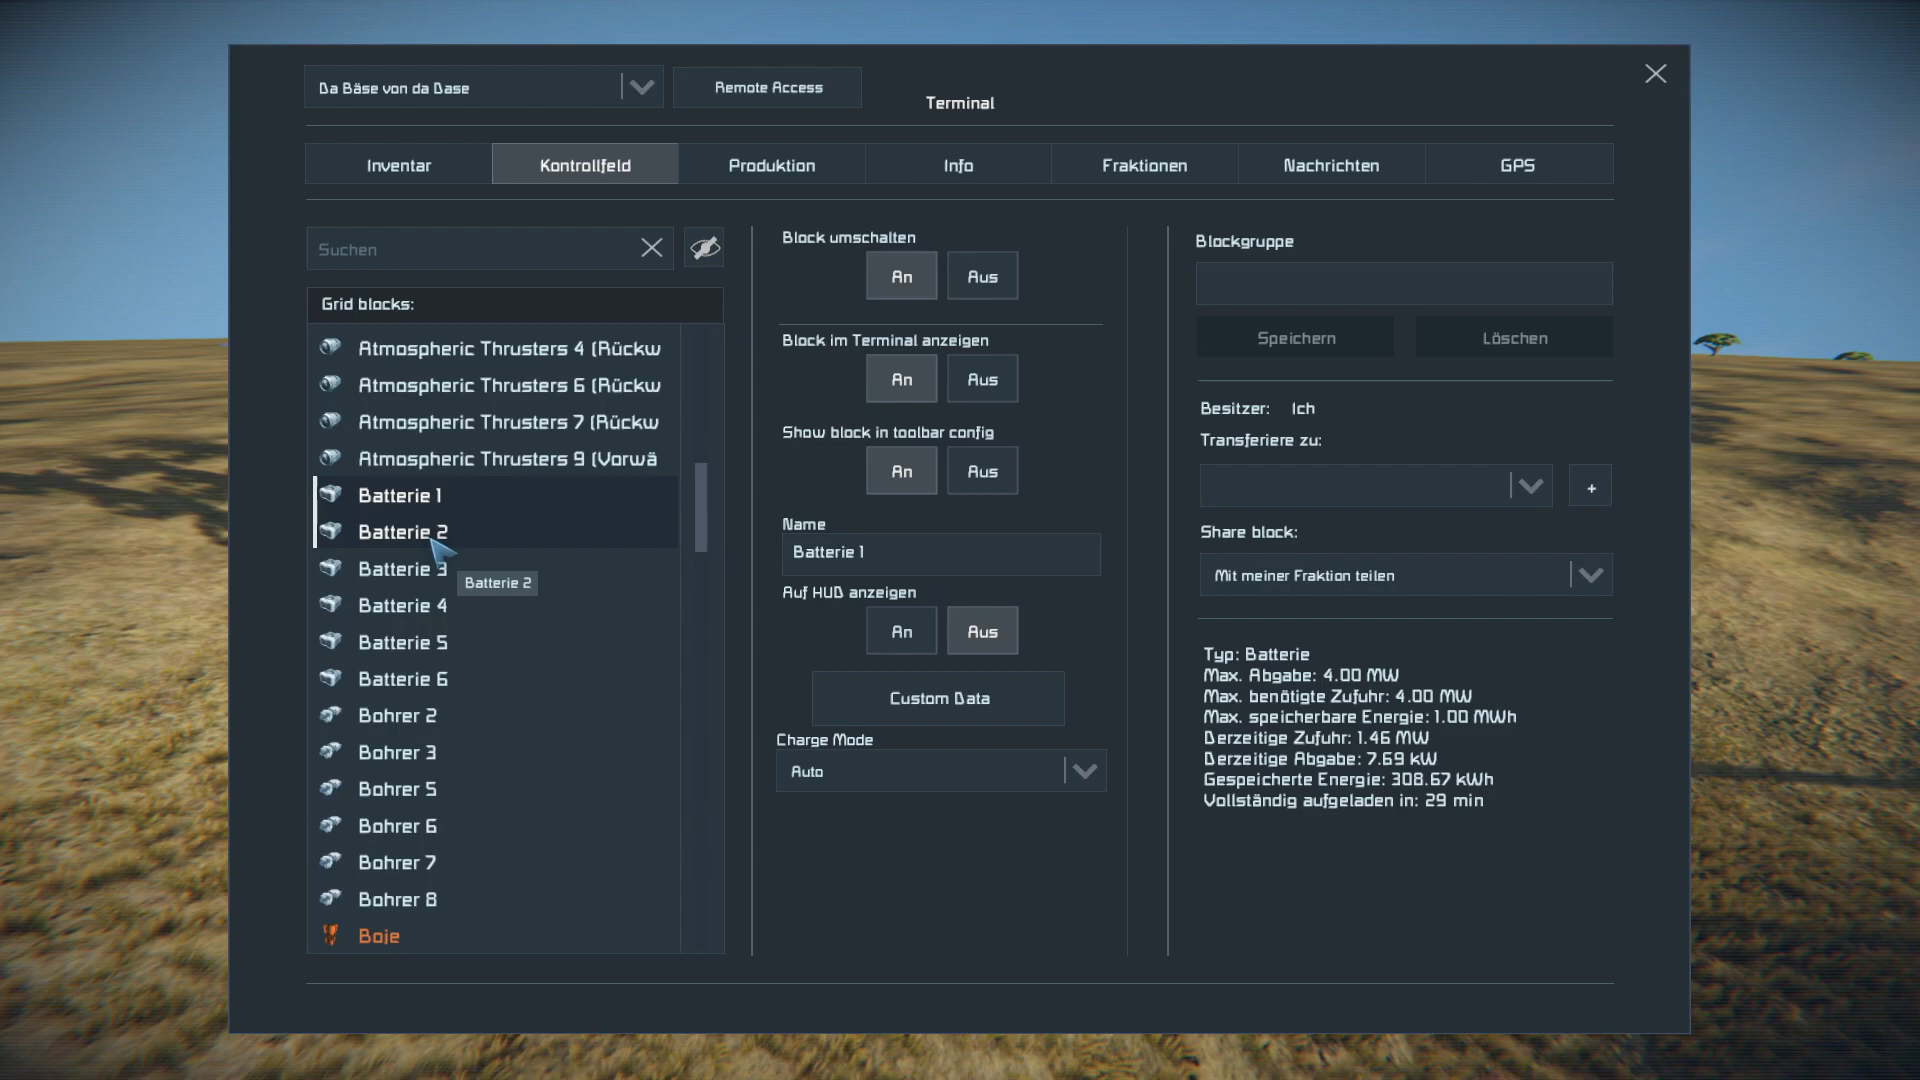 Da Bäse von da Dase
Remote Access
Terminal
Inventar
Kontrollfeld
Produktion
Info
Fraktionen
Nachrichten
GPS
Suchen
Grid blocks:
Atmospheric Thrusters 4 (Rückw
Atmospheric Thrusters 6 (Rückw
Atmospheric Thrusters 7 (Rückw
Atmospheric Thrusters 9 (Vorwä
Batterie 1
Batterie 2
Batterie 3
Batterie 2
Batterie 4
Batterie 5
Batterie 6
Bohrer 2
Bohrer 3
Bohrer 5
Bohrer 6
Bohrer 7
Bohrer 8
Boje
Block umschalten
An Aus
Block im Terminal anzeigen
An Aus
Show block in toolbar config
An Aus
Name
Batterie 1
Auf HUD anzeigen
An Aus
Custom Data
Charge Mode
Auto
Blockgruppe
Speichern
Löschen
Besitzer: Ich
Transferiere zu:
+
Share block:
Mit meiner Fraktion teilen
Typ: Batterie
Max. Abgabe: 4.00 MW
Max. benötigte Zufuhr: 4.00 MW
Max. speicherbare Energie: 1.00 MWh
Derzeitige Zufuhr: 1.46 MW
Derzeitige Abgabe: 7.69 kW
Gespeicherte Energie: 308.67 kWh
Vollständig aufgeladen in: 29 min